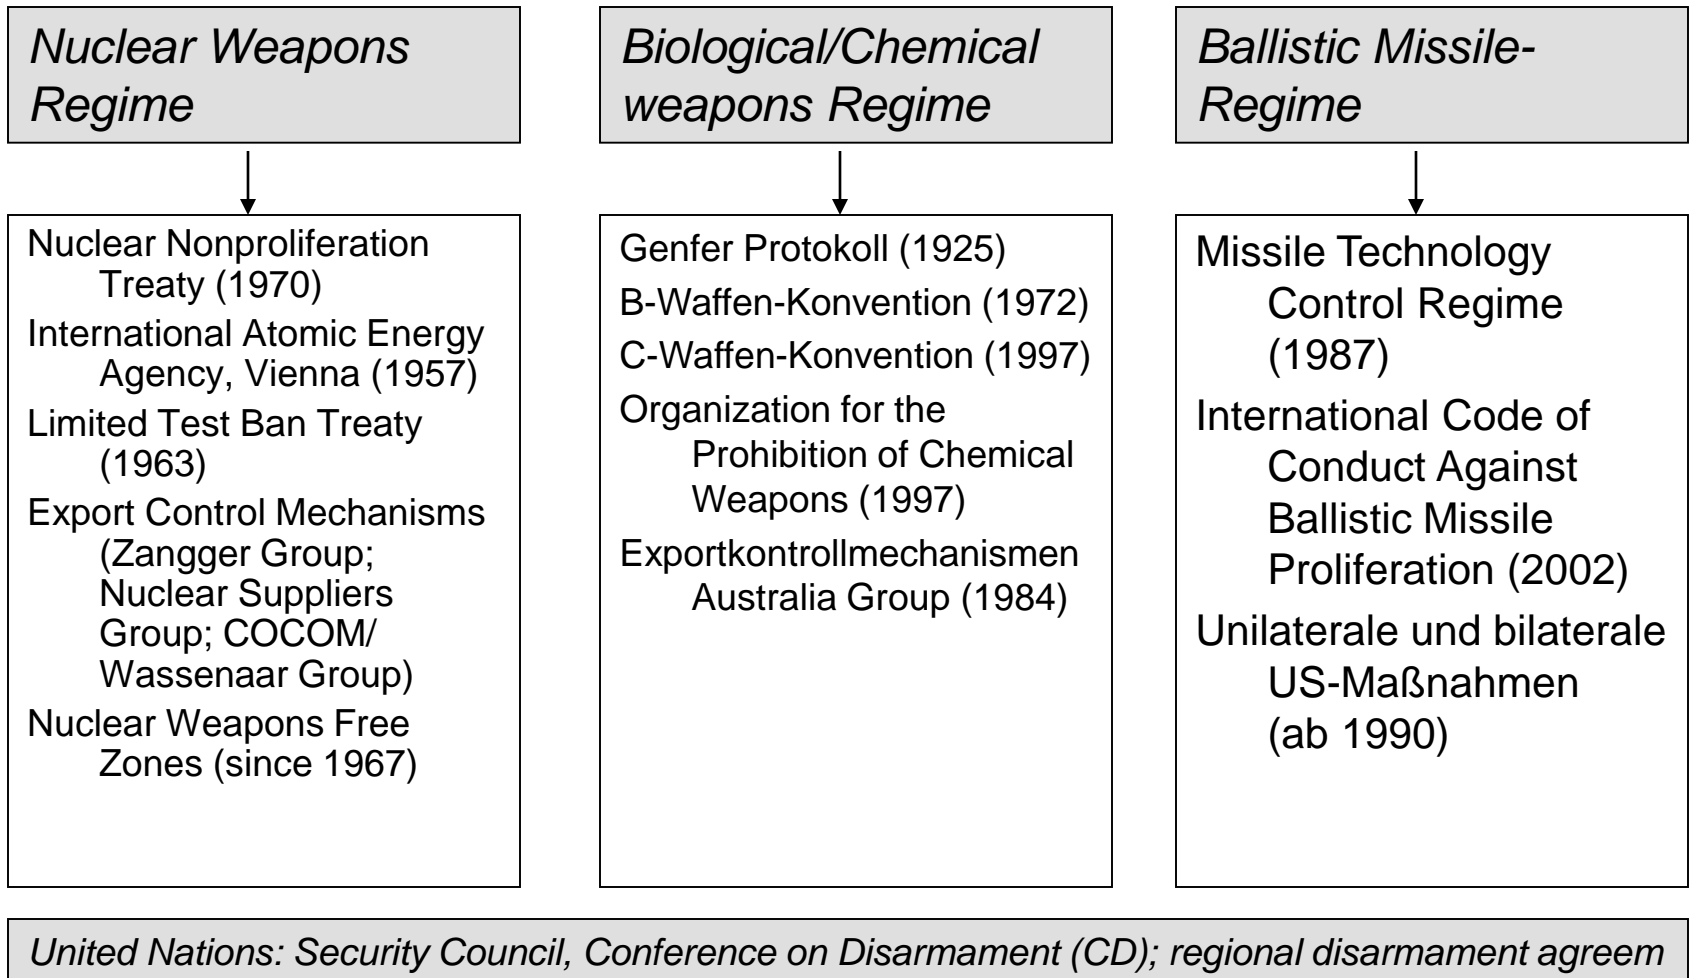 Nuclear Weapons
Regime
Nuclear Nonproliferation
Treaty (1970)
International Atomic Energy
Agency, Vienna (1957)
Limited Test Ban Treaty
(1963)
Export Control Mechanisms
(Zangger Group;
Nuclear Suppliers
Group; COCOM/
Wassenaar Group)
Nuclear Weapons Free
Zones (since 1967)
Biological/Chemical
weapons Regime
Genfer Protokoll (1925)
B-Waffen-Konvention (1972)
C-Waffen-Konvention (1997)
Organization for the
Prohibition of Chemical
Weapons (1997)
Exportkontrollmechanismen
Australia Group (1984)
Ballistic Missile-
Regime
Missile Technology
Control Regime
(1987)
International Code of
Conduct Against
Ballistic Missile
Proliferation (2002)
Unilaterale und bilaterale
US-Maßnahmen
(ab 1990)
United Nations: Security Council, Conference on Disarmament (CD); regional disarmament agreem